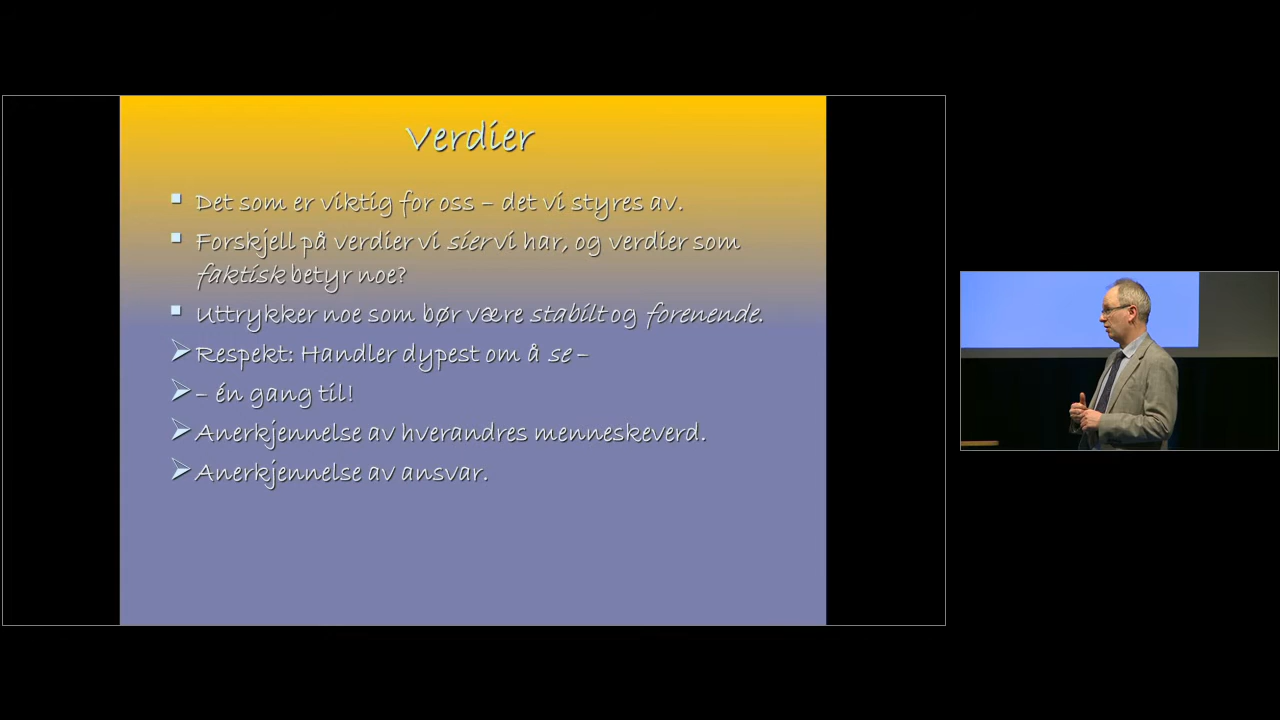 Verdier
Det som er viktig for oss – det vi styres av.
Forskjell på verdier vi sier vi har, og verdier som
faktisk betyr noe?
Uttrykker noe som bør være stabilt og forenende.
Respekt: Handler dypest om å se –
– én gang til!
Anerkjennelse av hverandres menneskeverd.
Anerkjennelse av ansvar.